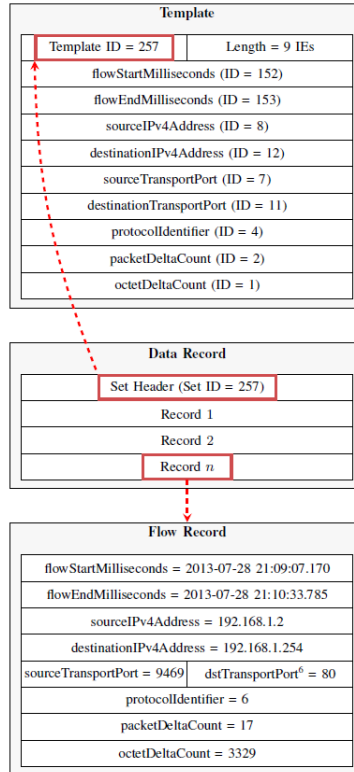 Template
Template ID = 257 Length = 9 IEs
flowStartMilliseconds (ID = 152)
flowEndMilliseconds (ID = 153)
sourceIPv4Address (ID = 8)
destinationIPv4Address (ID = 12)
sourceTransportPort (ID = 7)
destinationTransportPort (ID = 11)
protocolIdentifier (ID = 4)
packetDeltaCount (ID = 2)
octetDeltaCount (ID = 1)
Data Record
Set Header (Set ID = 257)
Record 1
Record 2
Record n
Flow Record
flowStartMilliseconds = 2013-07-28 21:09:07.170
flowEndMilliseconds = 2013-07-28 21:10:33.785
sourceIPv4Address = 192.168.1.2
destinationIPv4Address = 192.168.1.254
sourceTransportPort = 9469 dstTransportPort⁶ = 80
protocolIdentifier = 6
packetDeltaCount = 17
octetDeltaCount = 3329